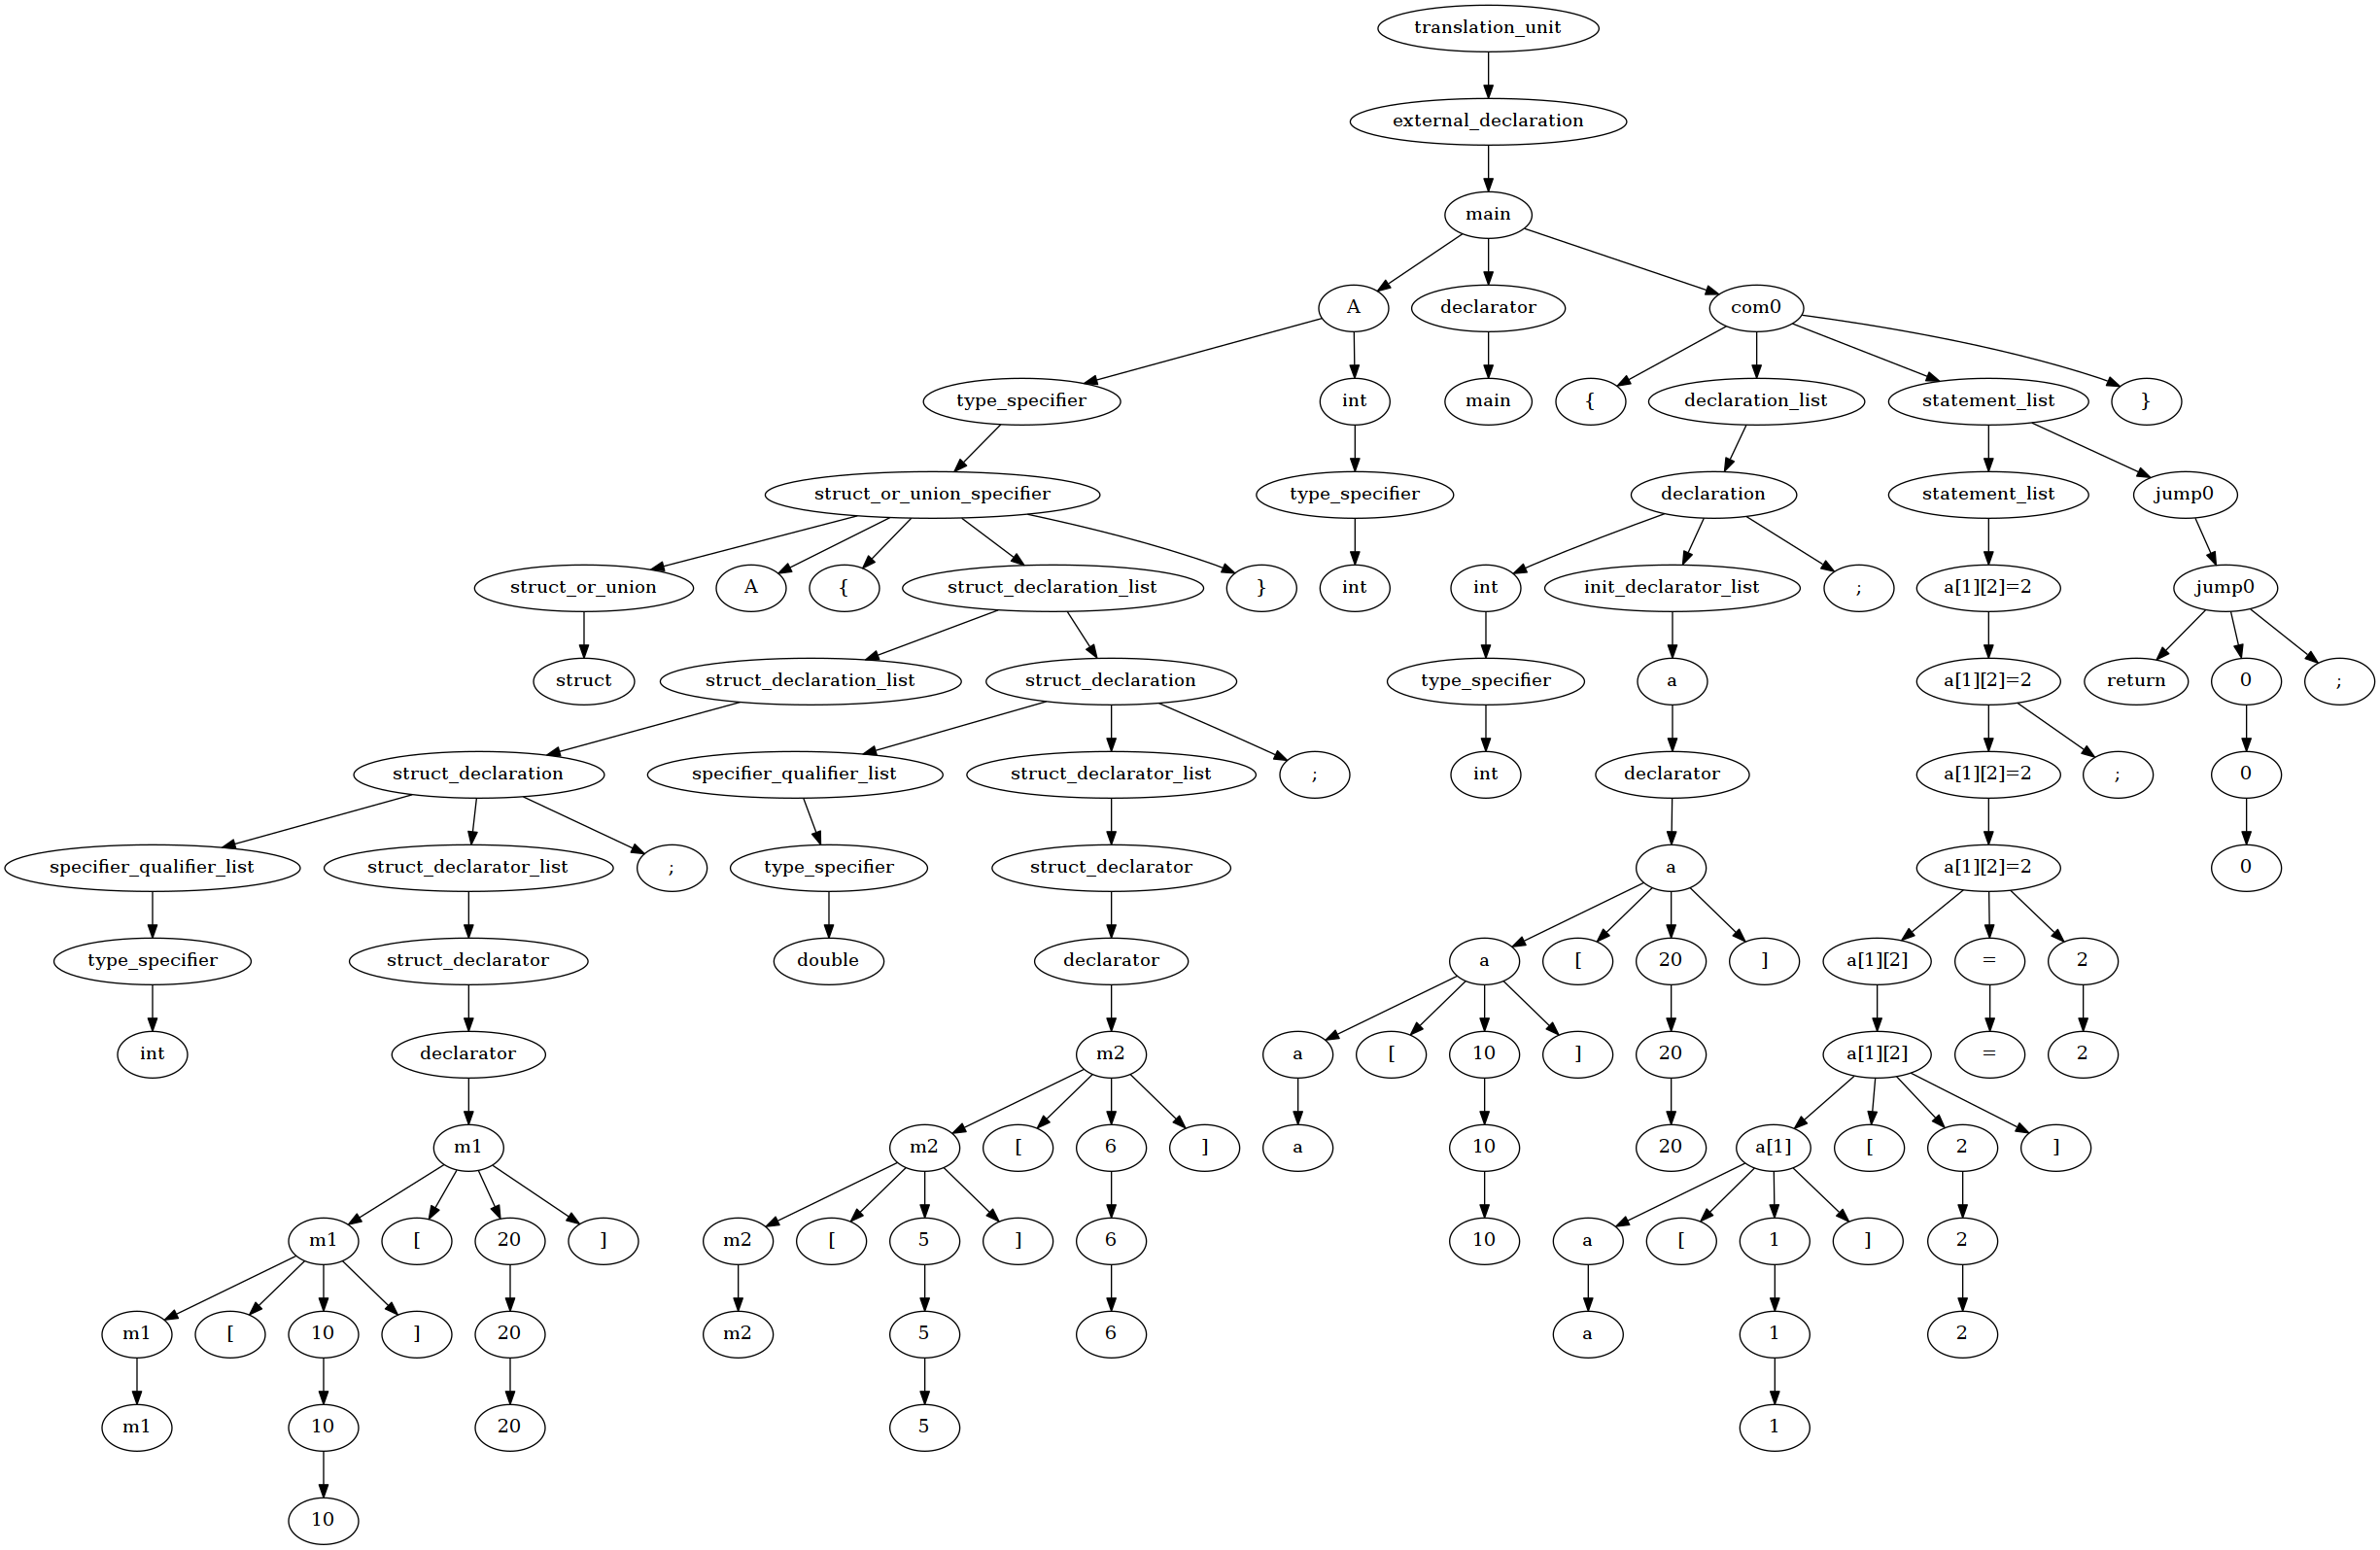 translation_unit
external_declaration
main
A declarator com0
type_specifier int main { declaration_list statement_list }
struct_or_union_specifier type_specifier declaration statement_list jump0
struct_or_union A { struct_declaration_list } int int init_declarator_list ; a[1][2]=2 jump0
struct struct_declaration_list struct_declaration type_specifier a a[1][2]=2 return 0 ;
struct_declaration specifier_qualifier_list struct_declarator_list ; int declarator a[1][2]=2 ; 0
specifier_qualifier_list struct_declarator_list ; type_specifier struct_declarator a a[1][2]=2 0
type_specifier struct_declarator double declarator a [ 20 ] a[1][2] = 2
int declarator m2 a [ 10 ] 20 a[1][2] = 2
m1 m2 [ 6 ] a 10 20 a[1] [ 2 ]
m1 [ 20 ] m2 [ 5 ] 6 10 a [ 1 ] 2
m1 [ 10 ] 20 m2 5 6 a 1 2
m1 10 20 5 1
10